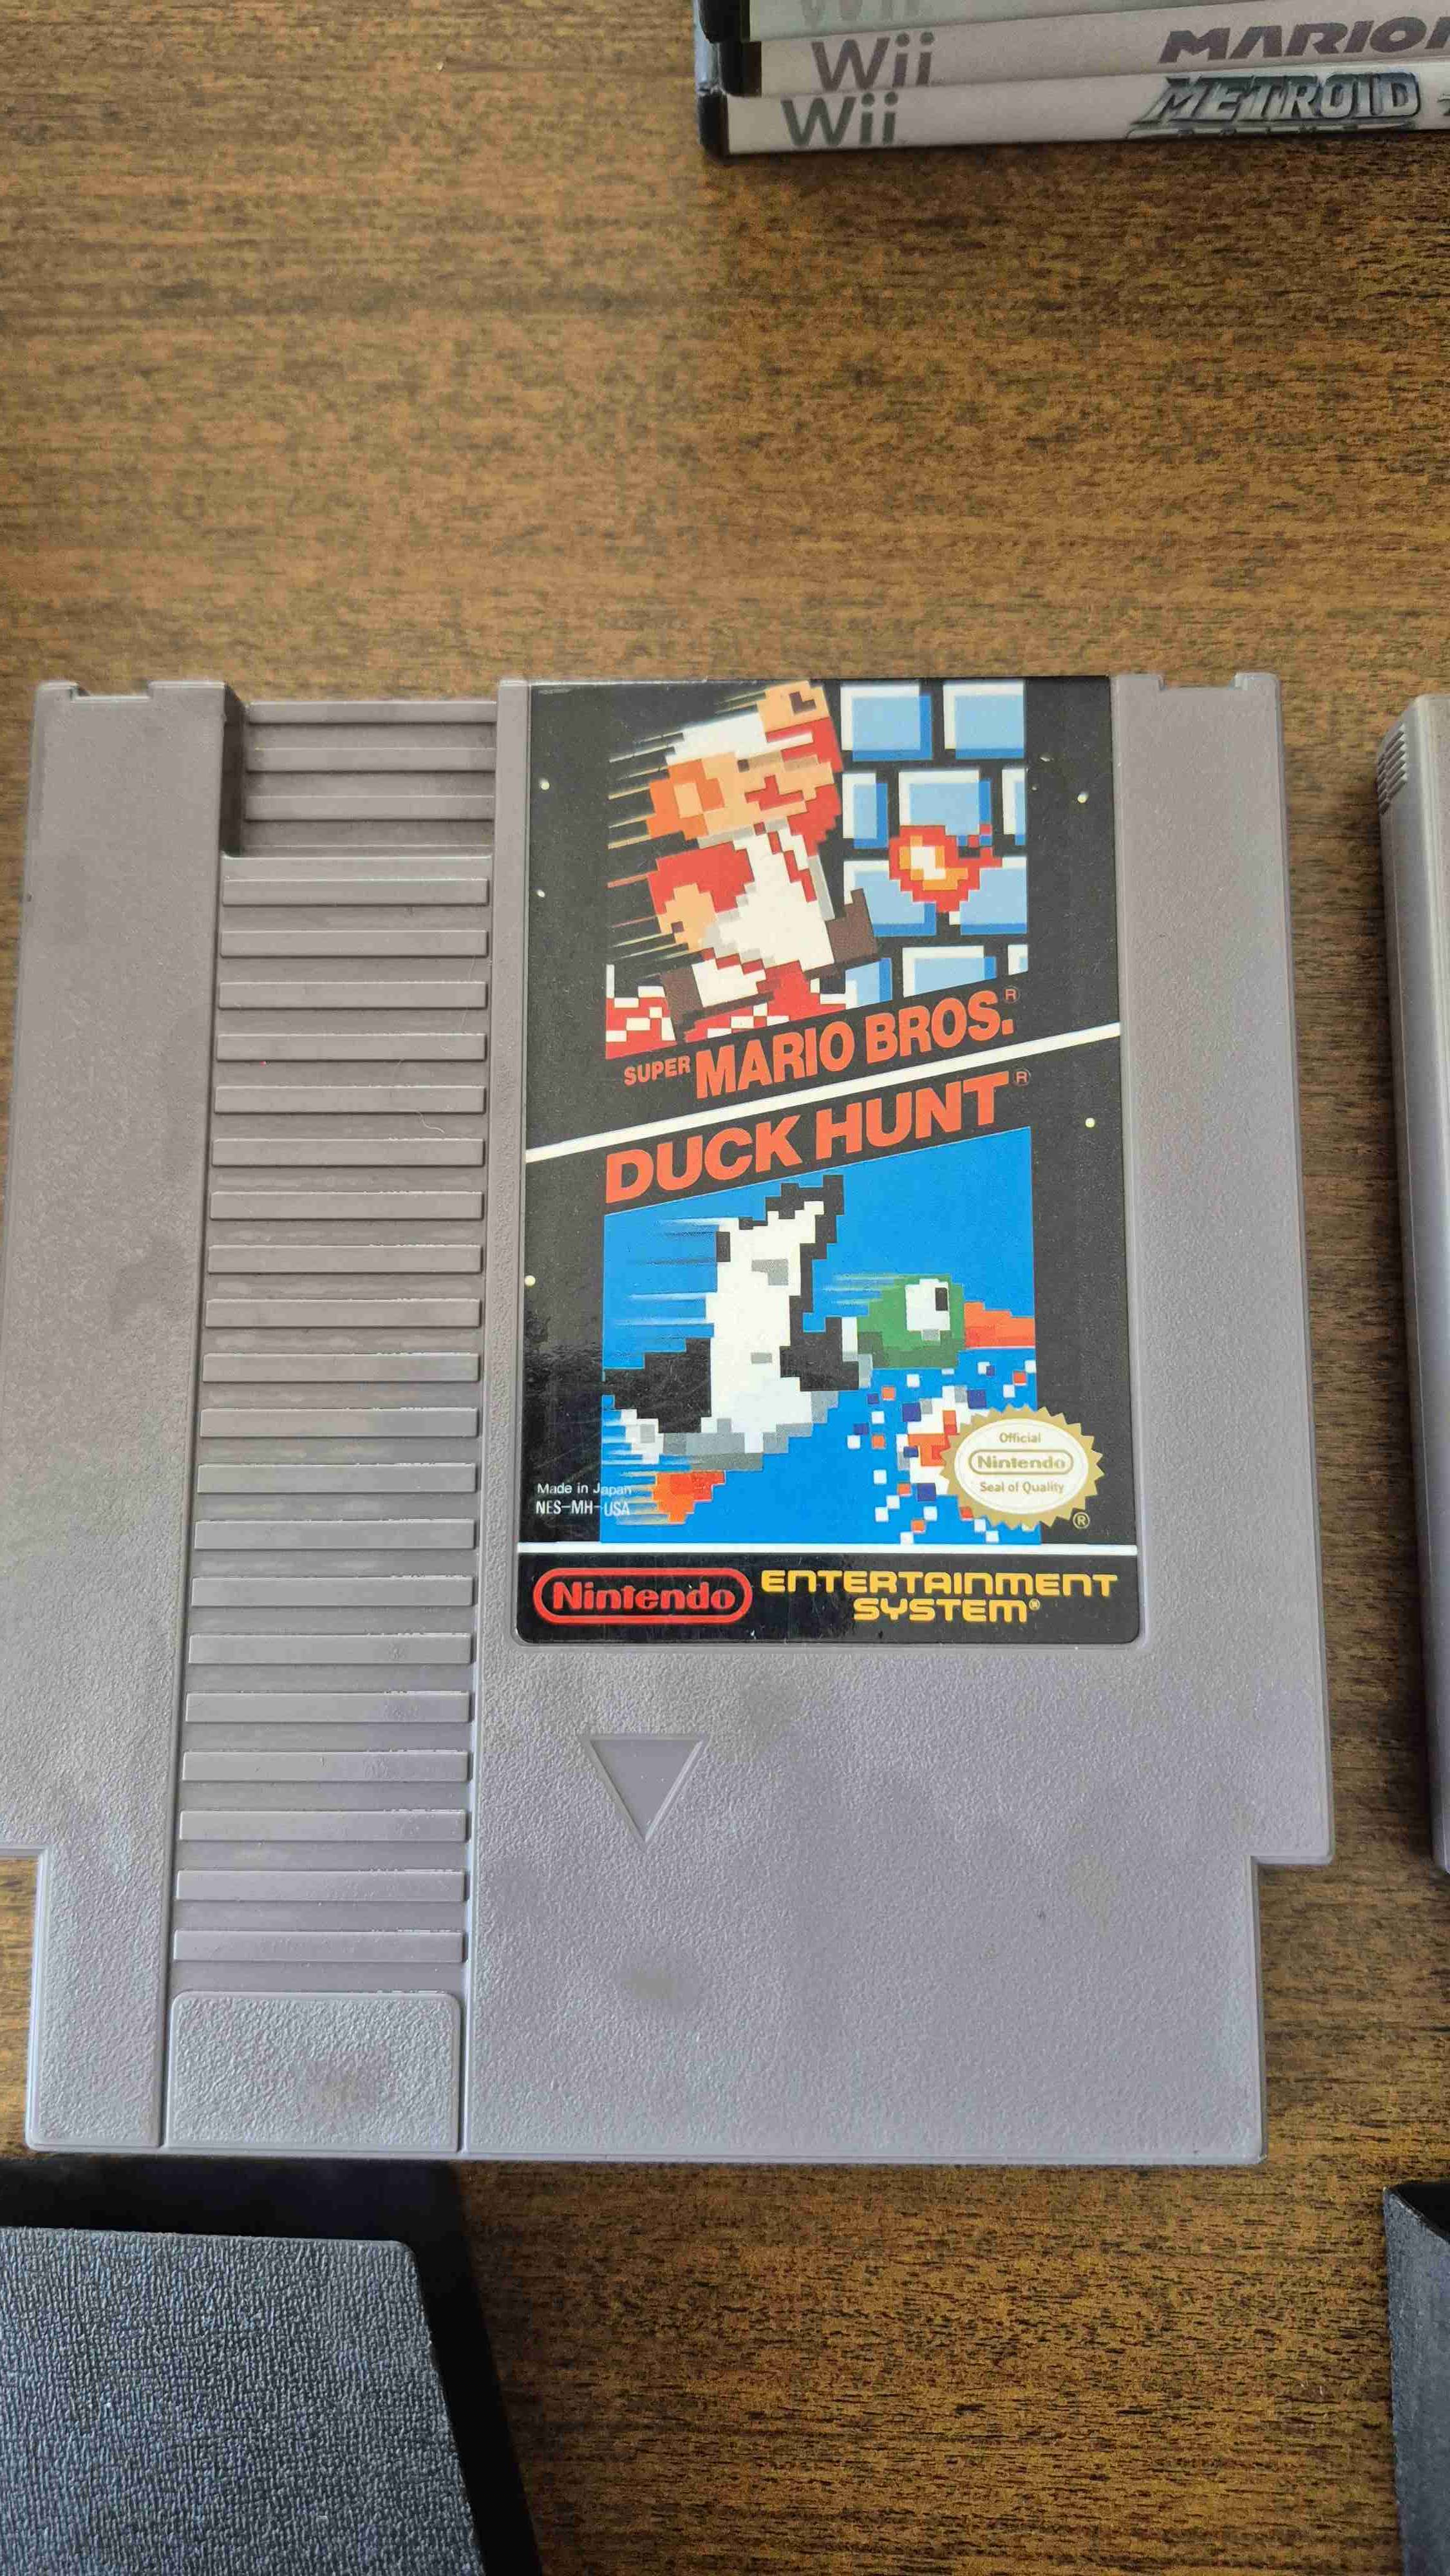 Wii
Wii MARIO
Wii METROID
SUPER MARIO BROS.®
DUCK HUNT®
Official
Nintendo
Seal of Quality
®
Made in Japan
NES-MH-USA
Nintendo ENTERTAINMENT
SYSTEM®